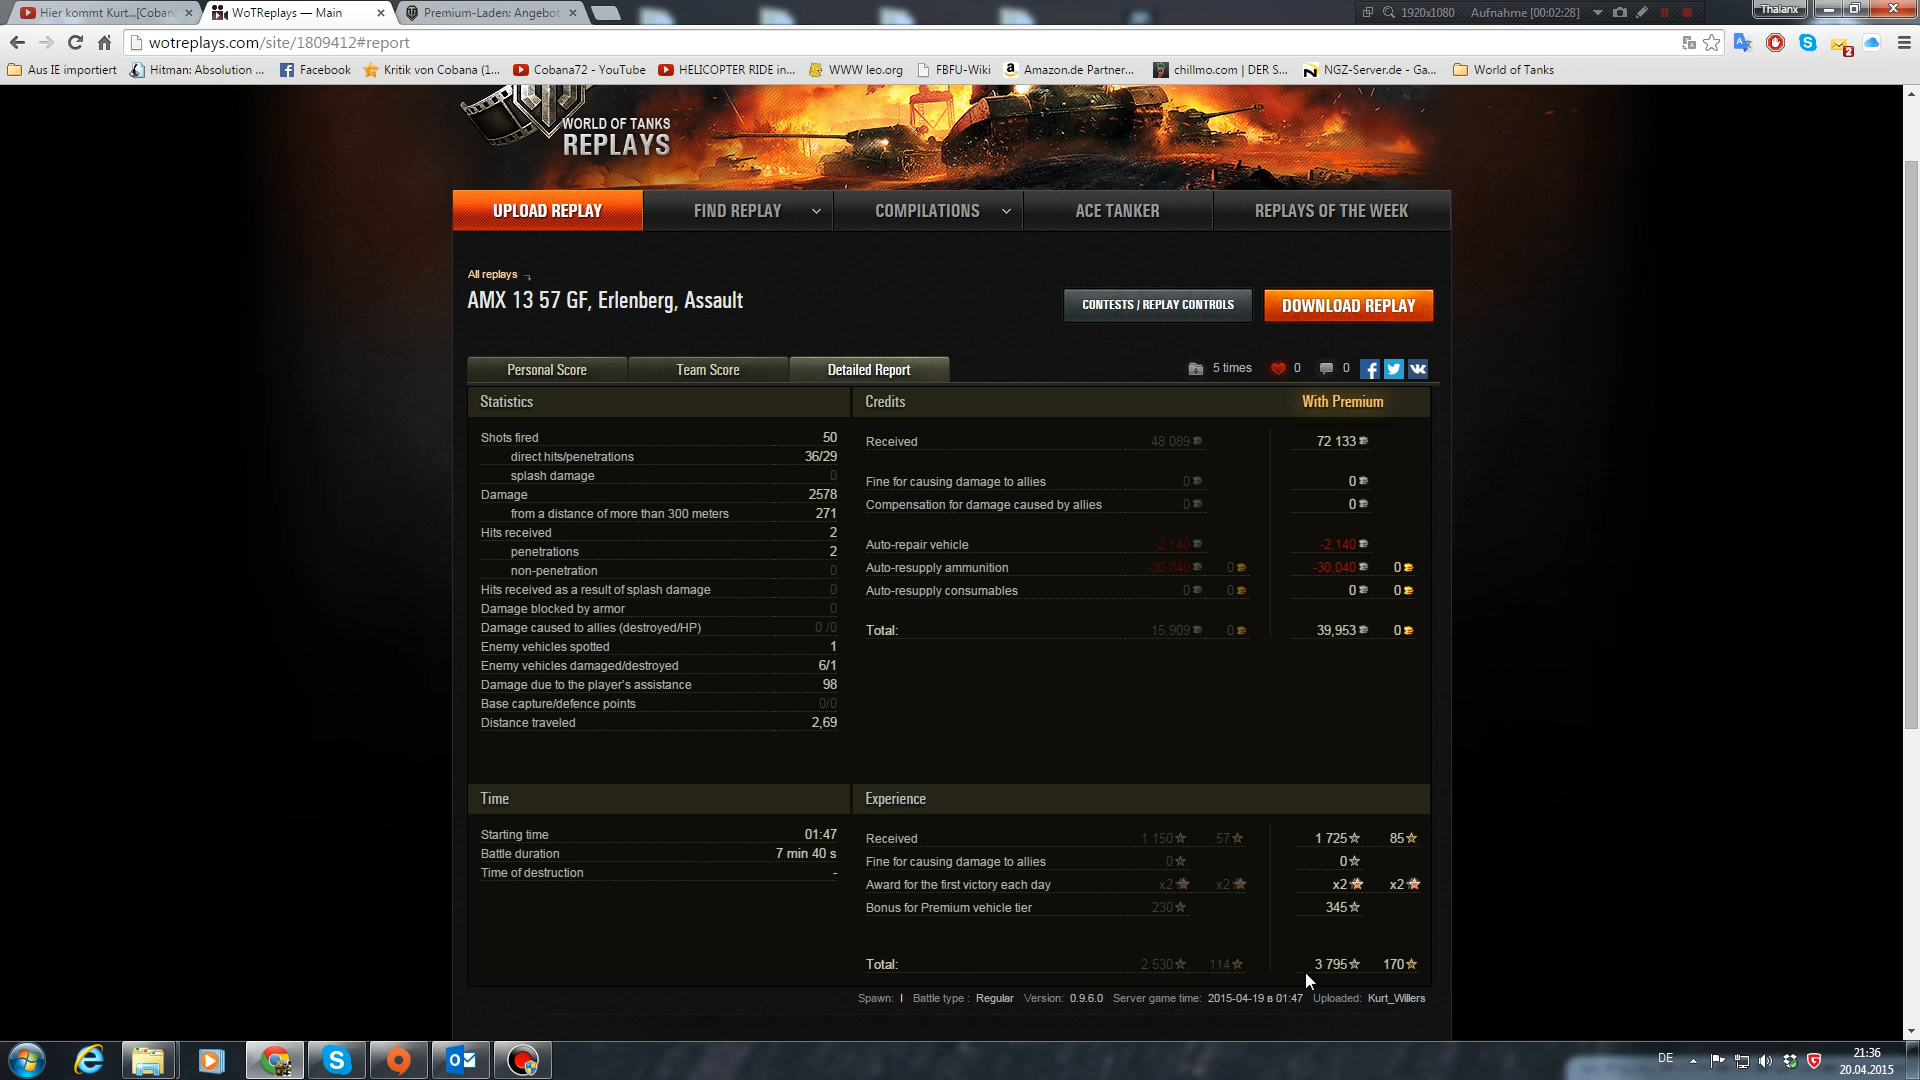 Hier kommt Kurt...[Cobana WoTReplays — Main Premium-Laden: Angebot 1920x1080 Aufnahme [00:02:28] Thalanx
wotreplays.com/site/1809412#report 2
Aus IE importiert Hitman: Absolution ... Facebook Kritik von Cobana (1... Cobana72 - YouTube HELICOPTER RIDE in... WWW leo.org FBFU-Wiki Amazon.de Partner... chillmo.com | DER S... NGZ-Server.de - Ga... World of Tanks
WORLD OF TANKS
REPLAYS
UPLOAD REPLAY FIND REPLAY COMPILATIONS ACE TANKER REPLAYS OF THE WEEK
All replays
AMX 13 57 GF, Erlenberg, Assault CONTESTS / REPLAY CONTROLS DOWNLOAD REPLAY
Personal Score Team Score Detailed Report 5 times 0 0
Statistics Credits With Premium
Shots fired 50 Received 48 089 72 133
direct hits/penetrations 36/29
splash damage 0 Fine for causing damage to allies 0 0
Damage 2578 Compensation for damage caused by allies 0 0
from a distance of more than 300 meters 271
Hits received 2 Auto-repair vehicle -2,140 -2,140
penetrations 2 Auto-resupply ammunition -30,040 0 -30,040 0
non-penetration 0
Hits received as a result of splash damage 0 Auto-resupply consumables 0 0 0 0
Damage blocked by armor 0
Damage caused to allies (destroyed/HP) 0 /0 Total: 15,909 0 39,953 0
Enemy vehicles spotted 1
Enemy vehicles damaged/destroyed 6/1
Damage due to the player's assistance 98
Base capture/defence points 0/0
Distance traveled 2,69
Time Experience
Starting time 01:47 Received 1 150 57 1 725 85
Battle duration 7 min 40 s Fine for causing damage to allies 0 0
Time of destruction - Award for the first victory each day x2 x2 x2 x2
Bonus for Premium vehicle tier 230 345
Total: 2 530 114 3 795 170
Spawn: I Battle type : Regular Version: 0.9.6.0 Server game time: 2015-04-19 в 01:47 Uploaded: Kurt_Willers
DE 21:36
20.04.2015